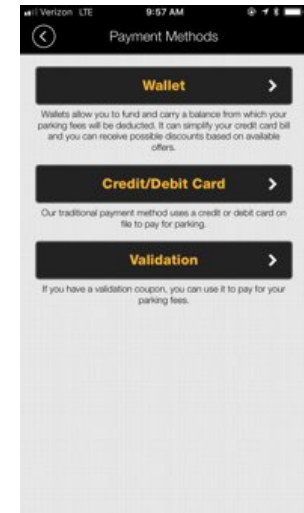 Verizon LTE 9:57 AM
Payment Methods
Wallet
Wallets allow you to fund and carry a balance from which your
parking fees will be deducted. It can simplify your credit card bill
and you can receive possible discounts based on available
offers.
Credit/Debit Card
Our traditional payment method uses a credit or debit card on
file to pay for parking.
Validation
If you have a validation coupon, you can use it to pay for your
parking fees.